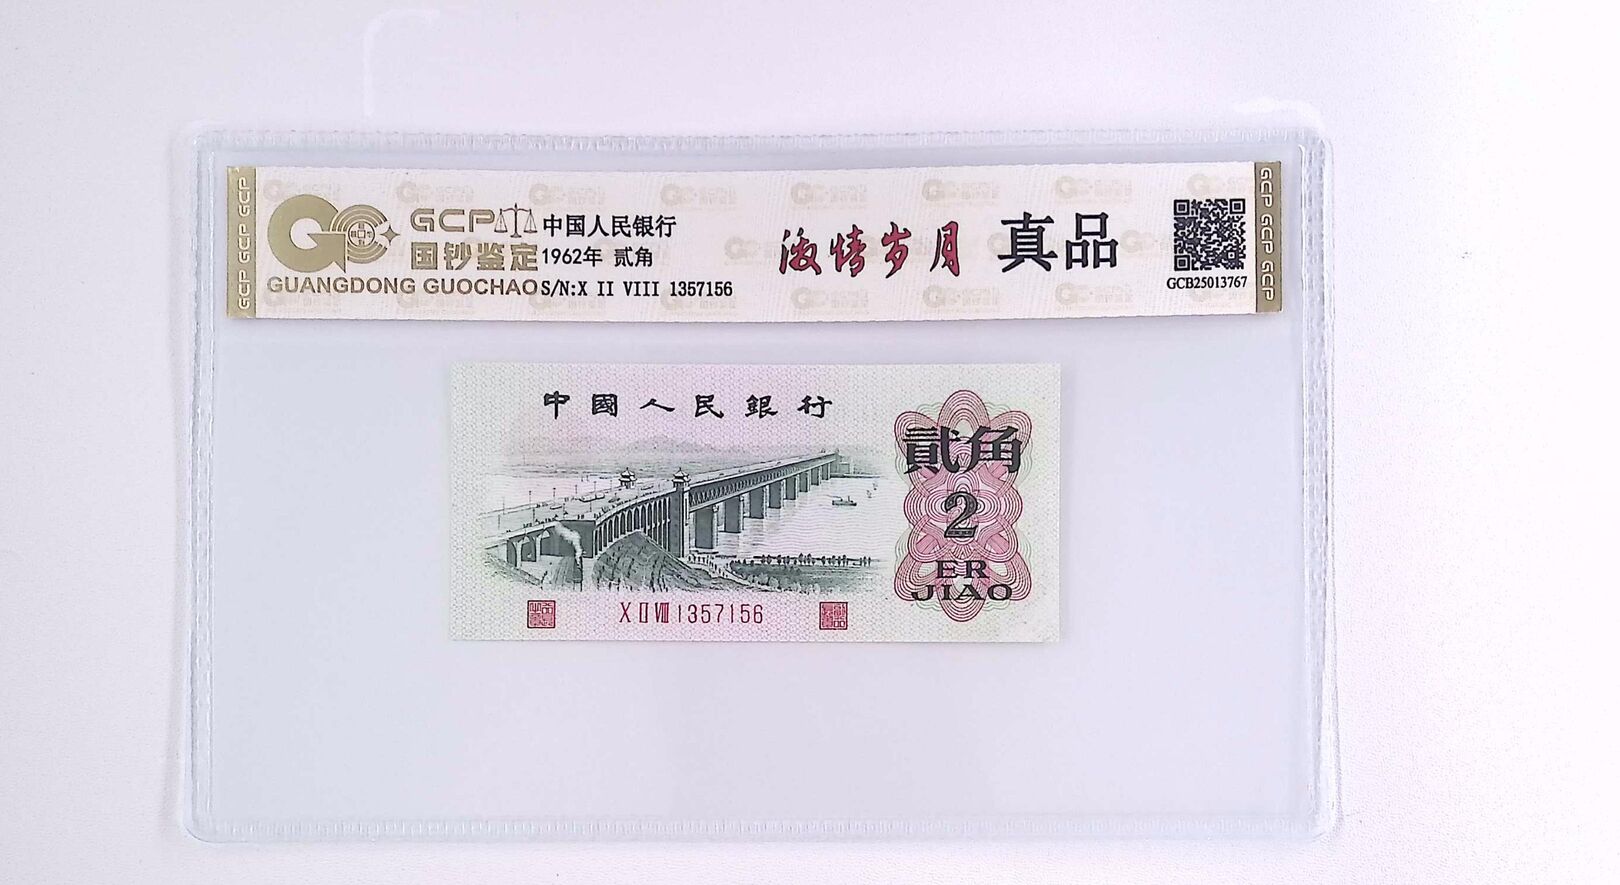 GCP GCP GCP
GCP
国钞鉴定
GUANGDONG GUOCHAO
中国人民银行
1962年 贰角
S/N:X II VIII 1357156
激情岁月
真品
GCB25013767
GCP GCP GCP
中國人民銀行
貳角
2
ER
JIAO
X II VIII 1357156